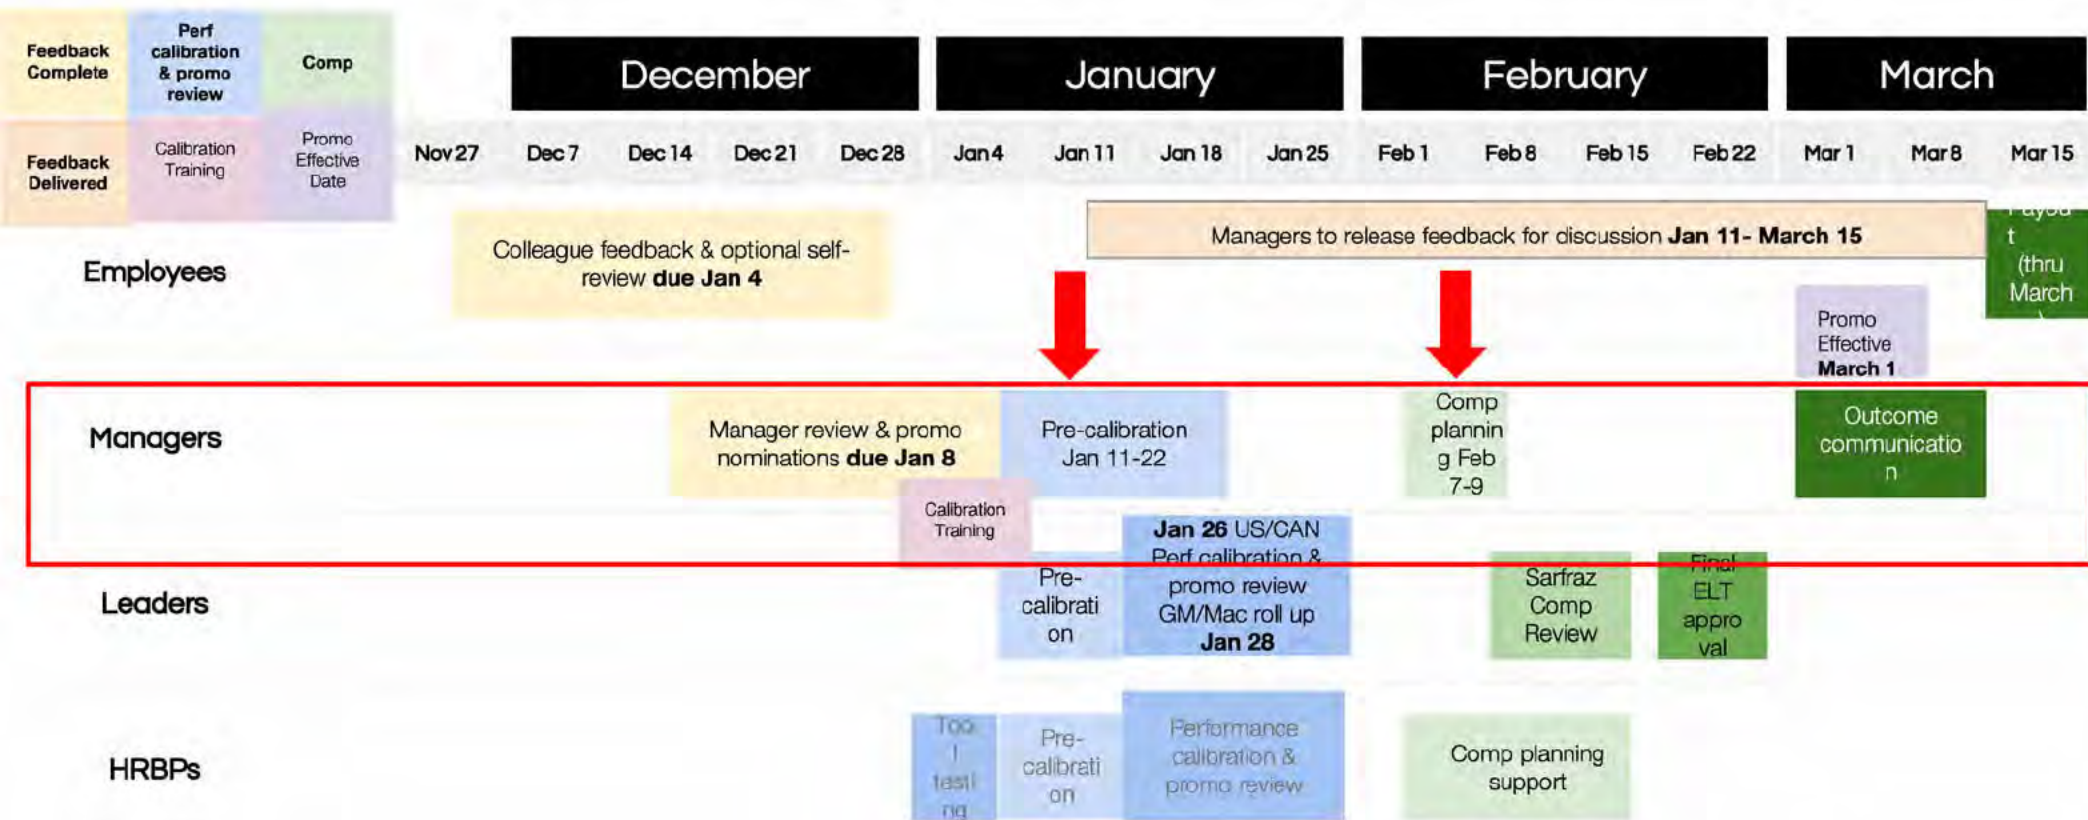 Feedback
Complete
Perf
calibration
& promo
review
Comp
Feedback
Delivered
Calibration
Training
Promo
Effective
Date
December
January
February
March
Nov 27
Dec 7
Dec 14
Dec 21
Dec 28
Jan 4
Jan 11
Jan 18
Jan 25
Feb 1
Feb 8
Feb 15
Feb 22
Mar 1
Mar 8
Mar 15
Employees
Colleague feedback & optional self-
review due Jan 4
Managers to release feedback for discussion Jan 11- March 15
t
(thru
March
Promo
Effective
March 1
Managers
Manager review & promo
nominations due Jan 8
Pre-calibration
Jan 11-22
Comp
plannin
g Feb
7-9
Outcome
communicatio
n
Calibration
Training
Leaders
Pre-
calibrati
on
Jan 26 US/CAN
Perf calibration &
promo review
GM/Mac roll up
Jan 28
Sarfraz
Comp
Review
Final
ELT
appro
val
HRBPs
Too
l
testi
ng
Pre-
calibrati
on
Performance
calibration &
promo review
Comp planning
support